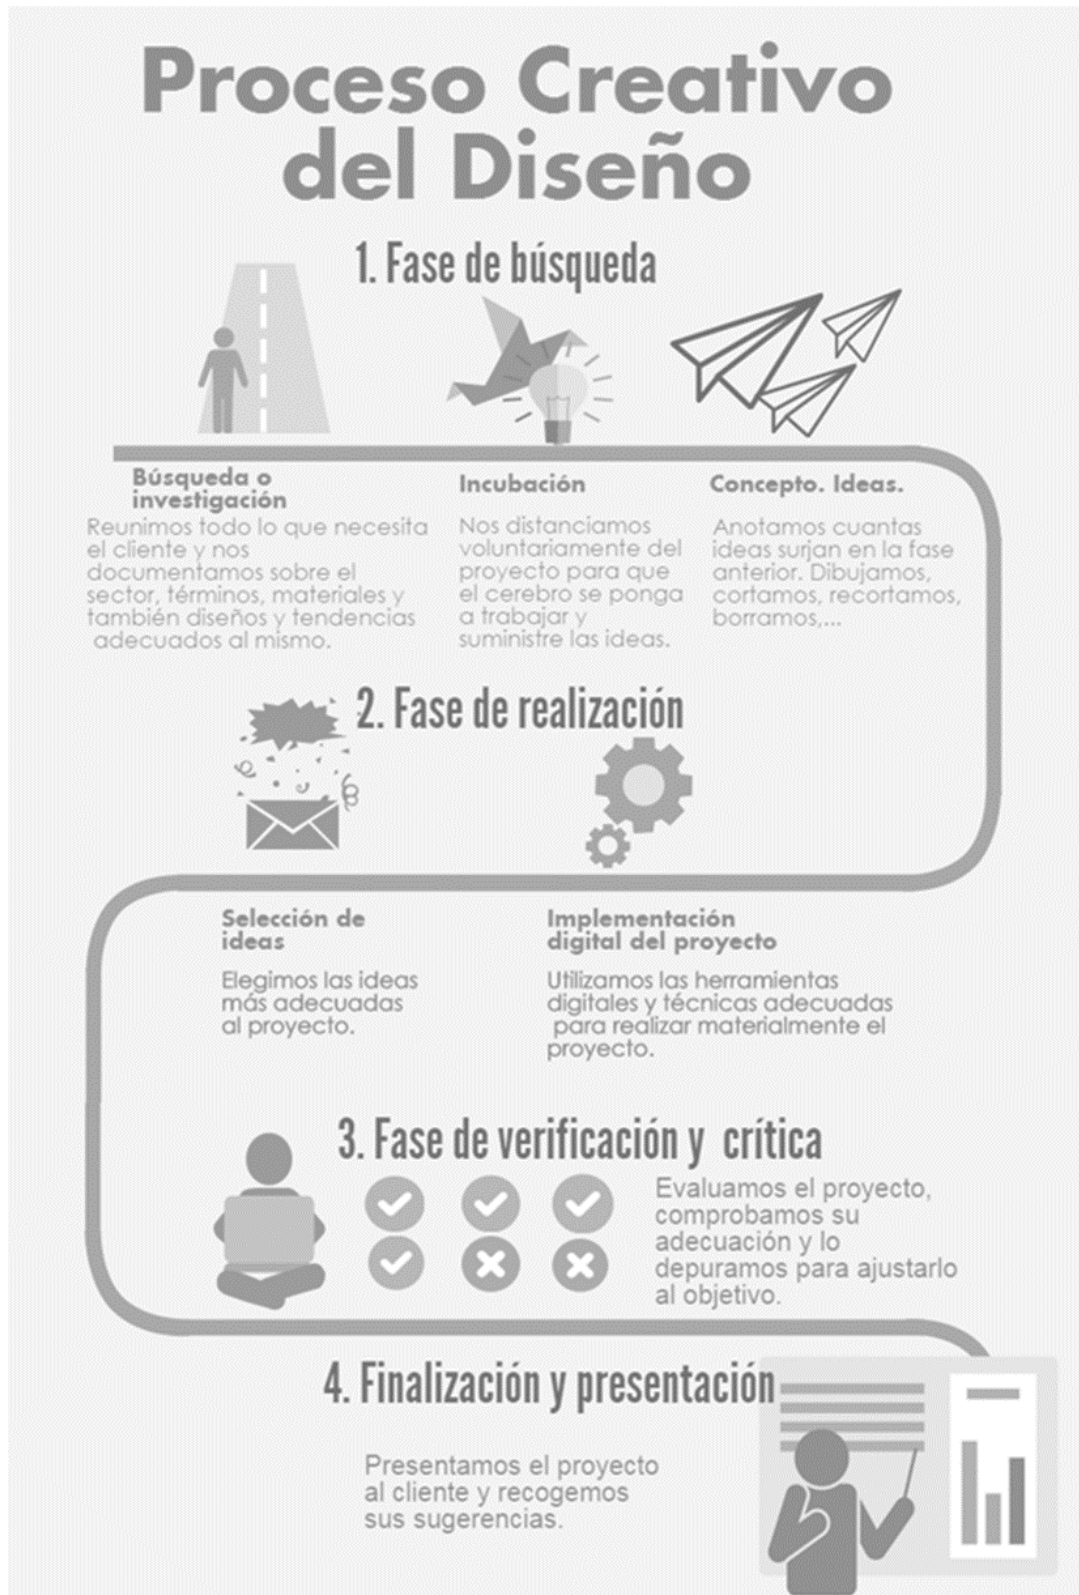 Proceso Creativo
del Diseño
1. Fase de búsqueda
Búsqueda o
investigación
Reunimos todo lo que necesita
el cliente y nos
documentamos sobre el
sector, términos, materiales y
también diseños y tendencias
adecuados al mismo.
Incubación
Nos distanciamos
voluntariamente del
proyecto para que
el cerebro se ponga
a trabajar y
suministre las ideas.
Concepto. Ideas.
Anotamos cuantas
ideas surjan en la fase
anterior. Dibujamos,
cortamos, recortamos,
borramos,...
2. Fase de realización
Selección de
ideas
Elegimos las ideas
más adecuadas
al proyecto.
Implementación
digital del proyecto
Utilizamos las herramientas
digitales y técnicas adecuadas
para realizar materialmente el
proyecto.
3. Fase de verificación y crítica
Evaluamos el proyecto,
comprobamos su
adecuación y lo
depuramos para ajustarlo
al objetivo.
4. Finalización y presentación
Presentamos el proyecto
al cliente y recogemos
sus sugerencias.